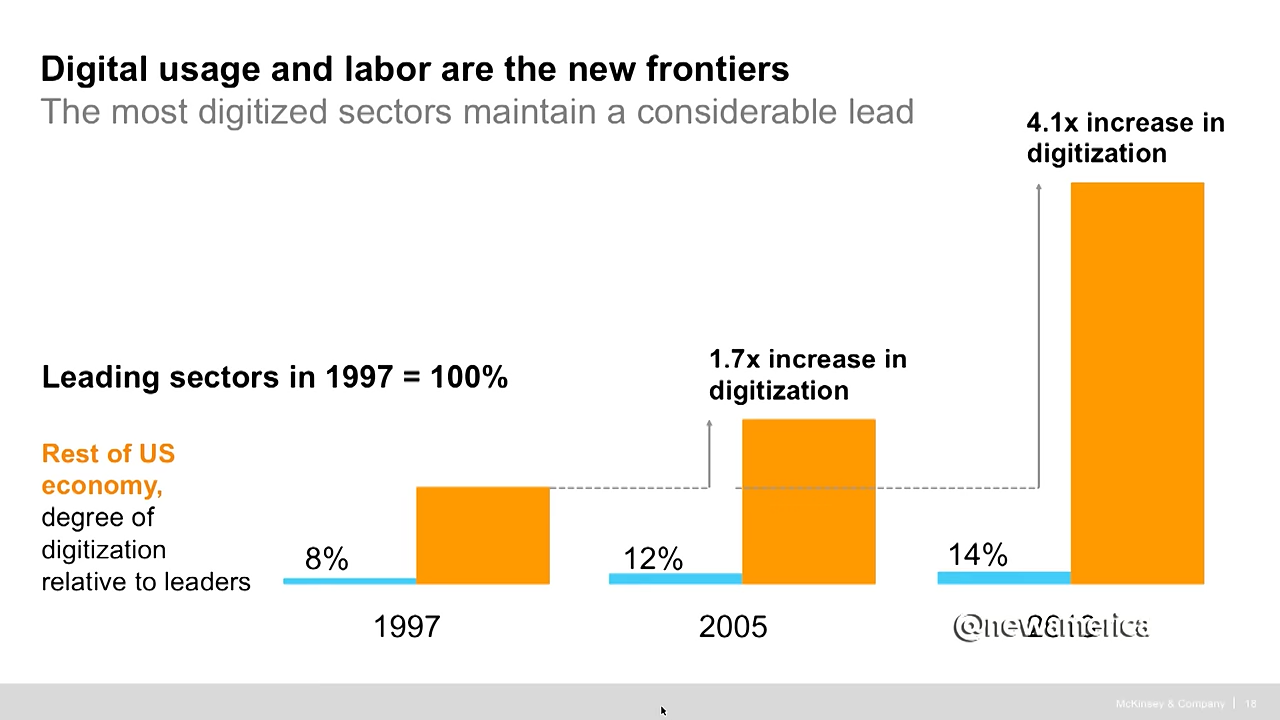 Digital usage and labor are the new frontiers
The most digitized sectors maintain a considerable lead
4.1x increase in
digitization
1.7x increase in
digitization
Leading sectors in 1997 = 100%
Rest of US
economy,
degree of
digitization
relative to leaders
8%
12%
14%
1997
2005
@newamerica
McKinsey & Company | 18